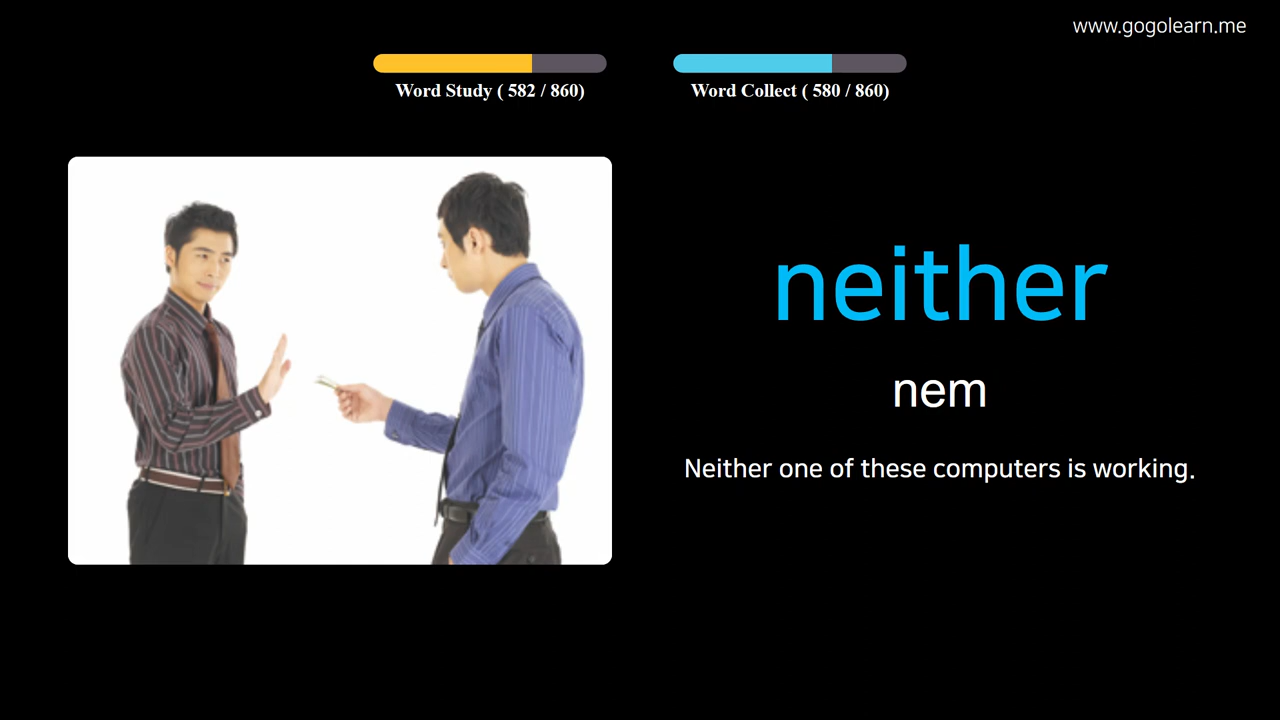 www.gogolearn.me
Word Study ( 582 / 860)
Word Collect ( 580 / 860)
neither
nem
Neither one of these computers is working.